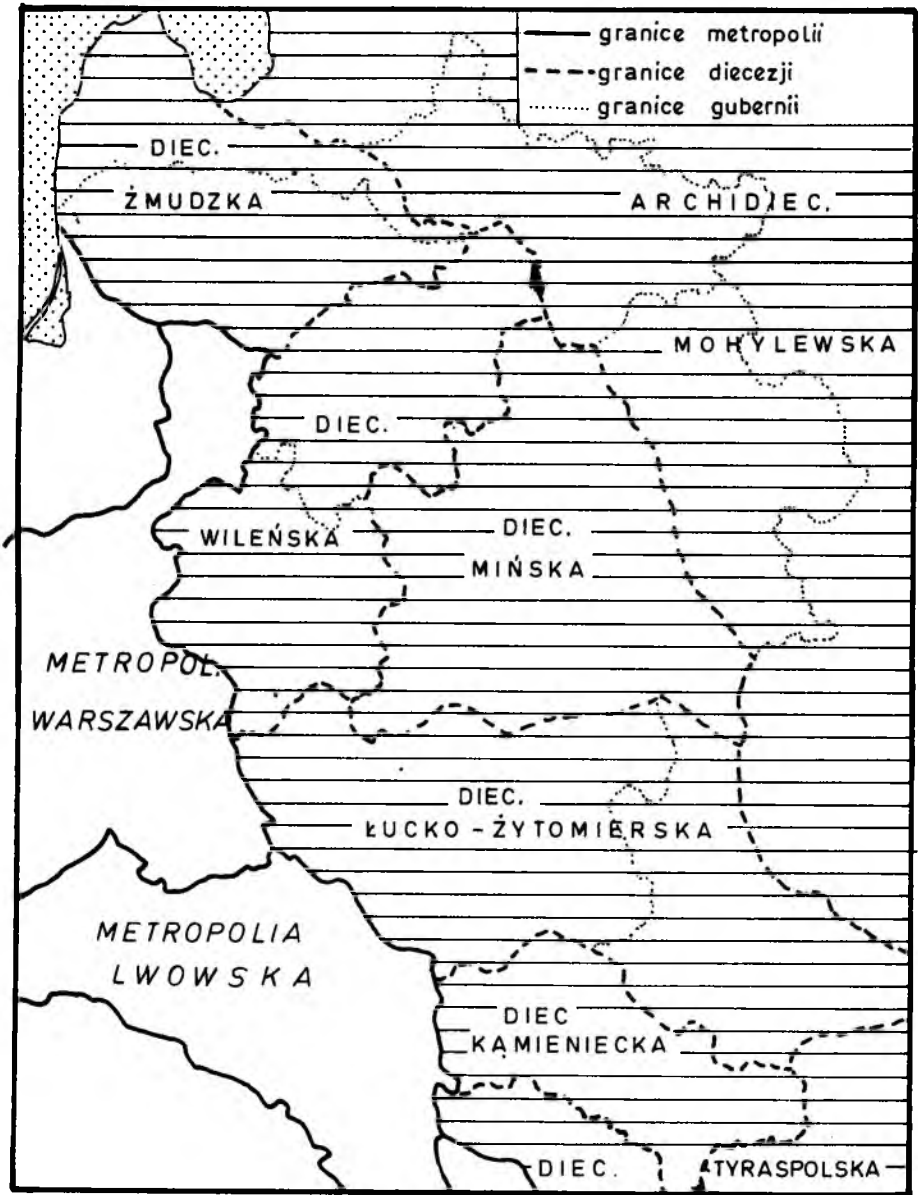 granice metropolii
granice diecezji
granice gubernii
DIEC.
ŻMUDZKA
ARCHIDIEC.
MOHYLEWSKA
DIEC.
WILEŃSKA
DIEC.
MIŃSKA
METROPOL.
WARSZAWSKA
DIEC.
ŁUCKO-ŻYTOMIERSKA
METROPOLIA
LWOWSKA
DIEC
KAMIENIECKA
DIEC. TYRASPOLSKA